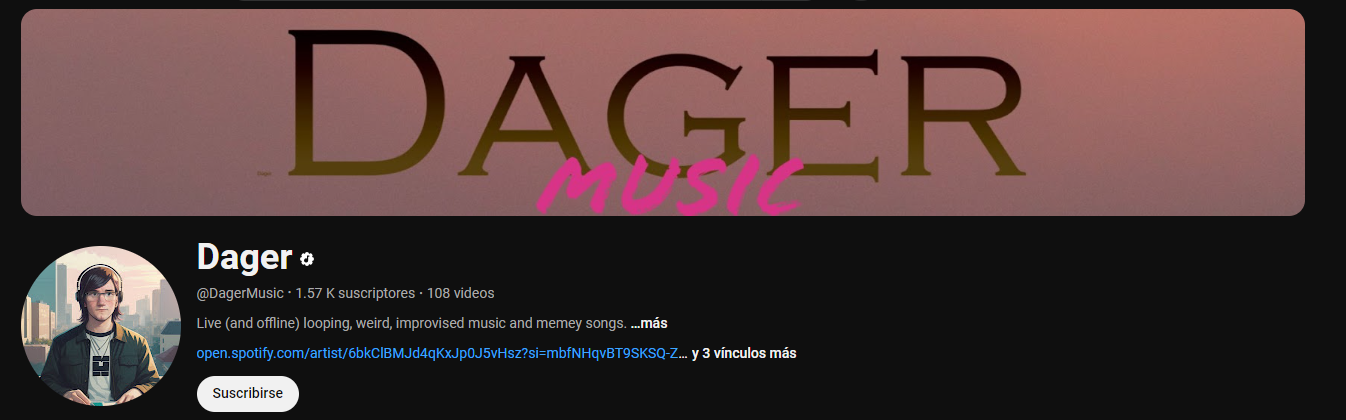 DAGER
MUSIC
Dager
@DagerMusic · 1.57 K suscriptores · 108 videos
Live (and offline) looping, weird, improvised music and memey songs. ...más
open.spotify.com/artist/6bkClBMJd4qKxJp0J5vHsz?si=mbfNHqvBT9SKSQ-Z... y 3 vínculos más
Suscribirse